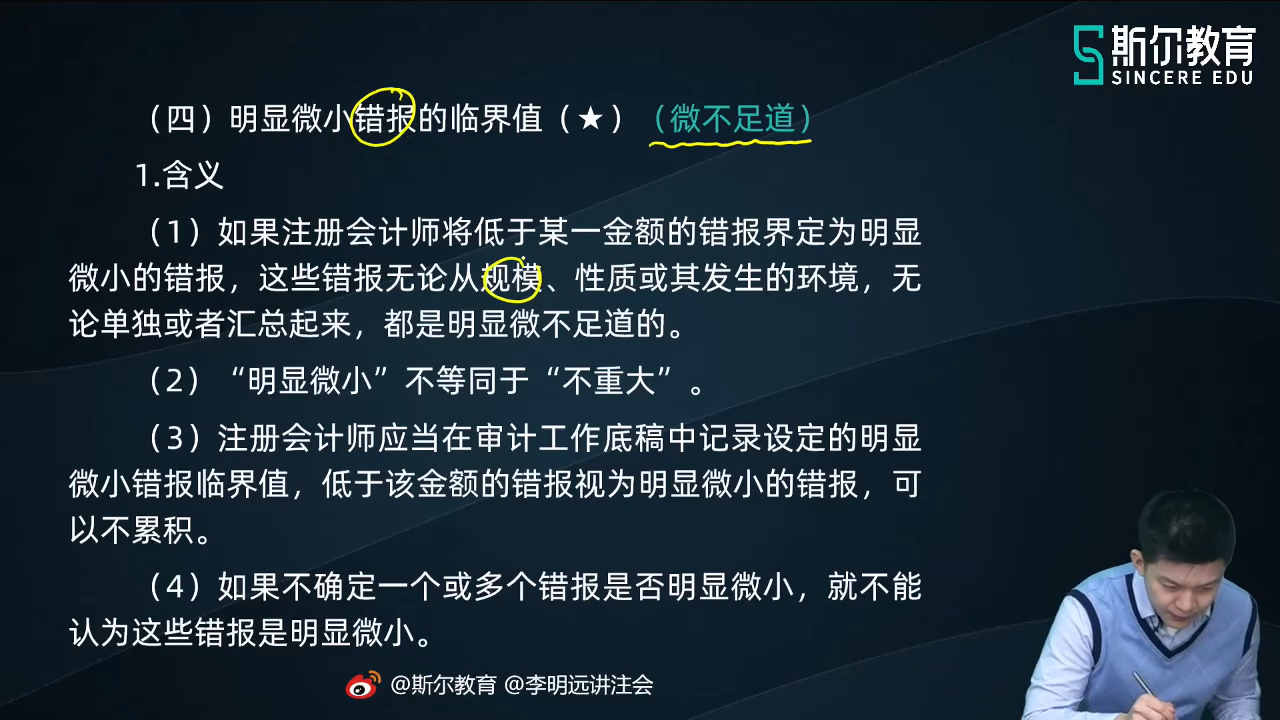 斯尔教育
SINCERE EDU
（四）明显微小错报的临界值（★）（微不足道）
1.含义
（1）如果注册会计师将低于某一金额的错报界定为明显
微小的错报，这些错报无论从规模、性质或其发生的环境，无
论单独或者汇总起来，都是明显微不足道的。
（2）“明显微小”不等同于“不重大”。
（3）注册会计师应当在审计工作底稿中记录设定的明显
微小错报临界值，低于该金额的错报视为明显微小的错报，可
以不累积。
（4）如果不确定一个或多个错报是否明显微小，就不能
认为这些错报是明显微小。
@斯尔教育 @李明远讲注会